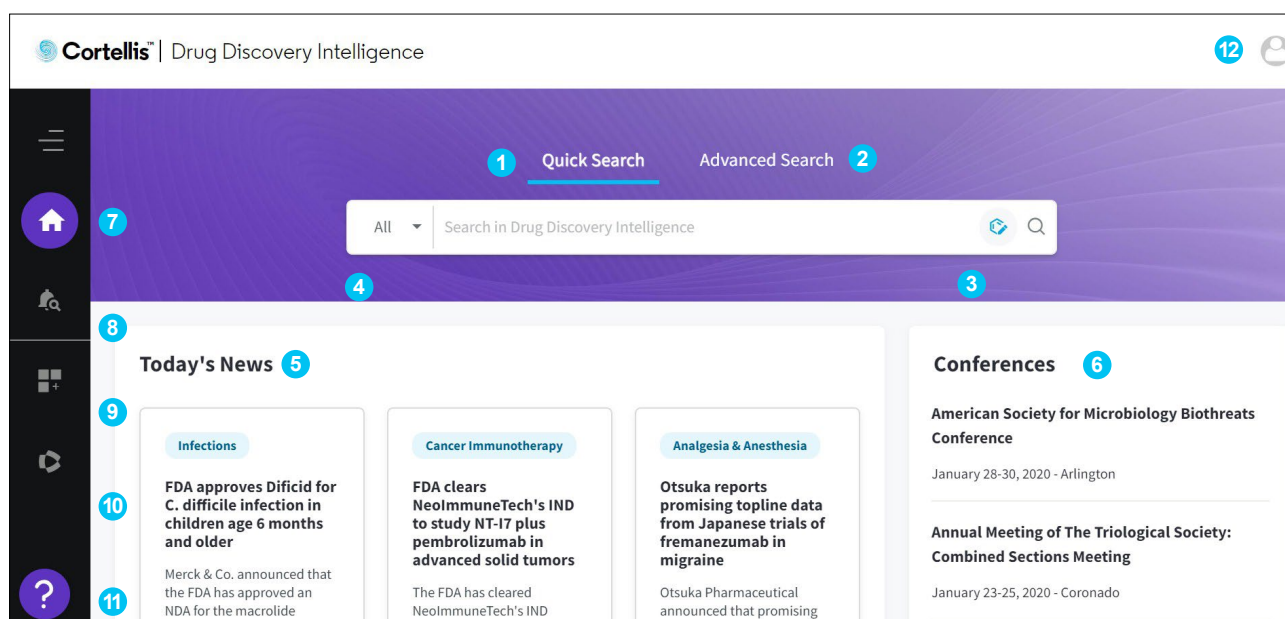 Cortellis™ | Drug Discovery Intelligence
12
1 Quick Search Advanced Search 2
7
All Search in Drug Discovery Intelligence
4 3
8
Today's News 5
Conferences 6
9
Infections
FDA approves Dificid for
C. difficile infection in
children age 6 months
and older
Merck & Co. announced that
the FDA has approved an
NDA for the macrolide
Cancer Immunotherapy
FDA clears
NeoImmuneTech's IND
to study NT-I7 plus
pembrolizumab in
advanced solid tumors
The FDA has cleared
NeoImmuneTech's IND
Analgesia & Anesthesia
Otsuka reports
promising topline data
from Japanese trials of
fremanezumab in
migraine
Otsuka Pharmaceutical
announced that promising
American Society for Microbiology Biothreats
Conference
January 28-30, 2020 - Arlington
Annual Meeting of The Triological Society:
Combined Sections Meeting
January 23-25, 2020 - Coronado
10
?
11